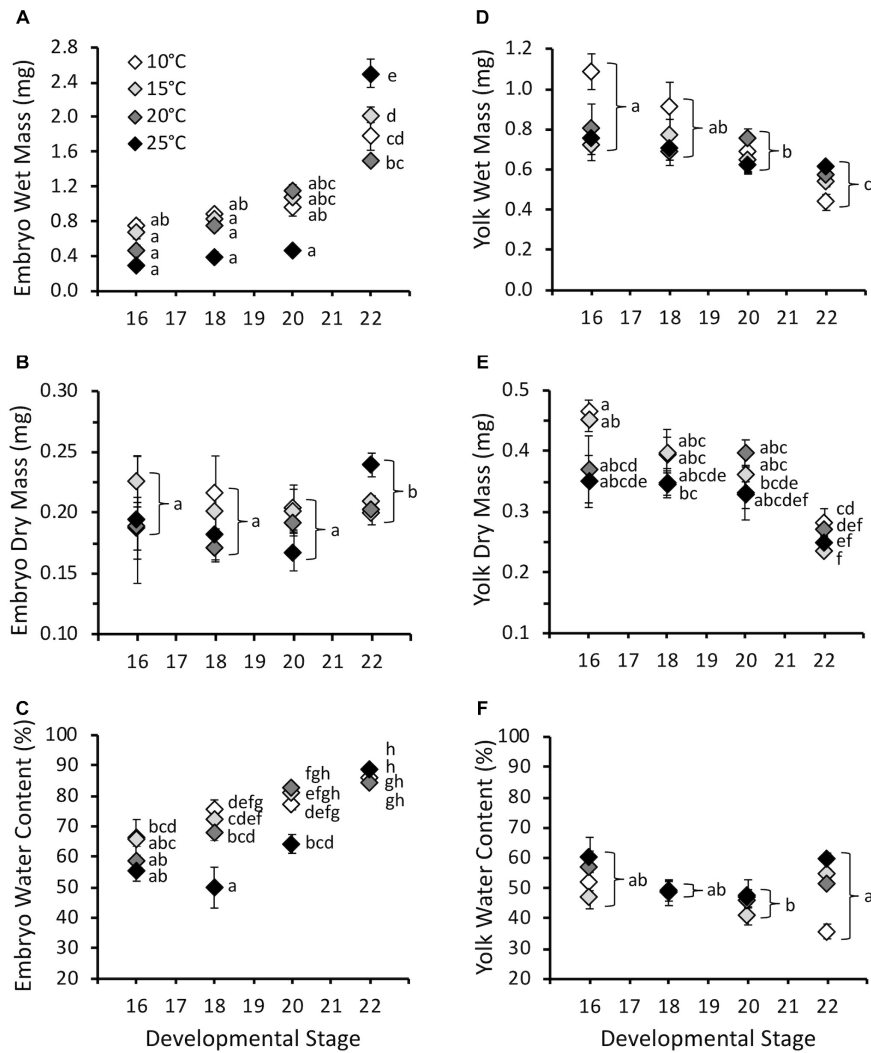 A
Embryo Wet Mass (mg)
2.8
2.4
2.0
1.6
1.2
0.8
0.4
0.0
10°C
15°C
20°C
25°C
ab
a
a
a
ab
a
a
a
abc
abc
ab
a
e
d
cd
bc
16 17 18 19 20 21 22
B
Embryo Dry Mass (mg)
0.30
0.25
0.20
0.15
0.10
a
a
a
b
16 17 18 19 20 21 22
C
Embryo Water Content (%)
100
90
80
70
60
50
40
30
20
bcd
abc
ab
ab
defg
cdef
bcd
a
fgh
efgh
defg
bcd
h
h
gh
gh
16 17 18 19 20 21 22
Developmental Stage
D
Yolk Wet Mass (mg)
1.2
1.0
0.8
0.6
0.4
0.2
0.0
a
ab
b
c
16 17 18 19 20 21 22
E
Yolk Dry Mass (mg)
0.5
0.4
0.3
0.2
0.1
a
ab
abcd
abcde
abc
abc
abcde
bc
abc
abc
bcde
abcdef
cd
def
ef
f
16 17 18 19 20 21 22
F
Yolk Water Content (%)
100
90
80
70
60
50
40
30
20
ab
ab
b
a
16 17 18 19 20 21 22
Developmental Stage